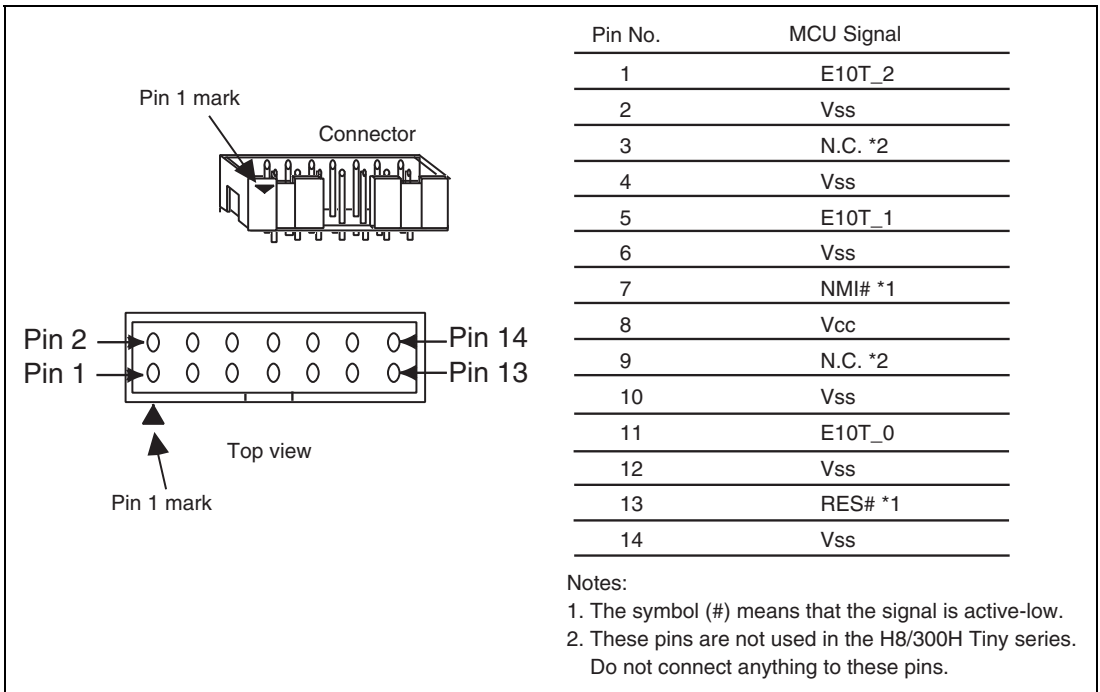 Pin 1 mark
Connector
Pin 2
Pin 1
Pin 14
Pin 13
Top view
Pin 1 mark
Pin No. MCU Signal
1 E10T_2
2 Vss
3 N.C. *2
4 Vss
5 E10T_1
6 Vss
7 NMI# *1
8 Vcc
9 N.C. *2
10 Vss
11 E10T_0
12 Vss
13 RES# *1
14 Vss
Notes:
1. The symbol (#) means that the signal is active-low.
2. These pins are not used in the H8/300H Tiny series.
Do not connect anything to these pins.